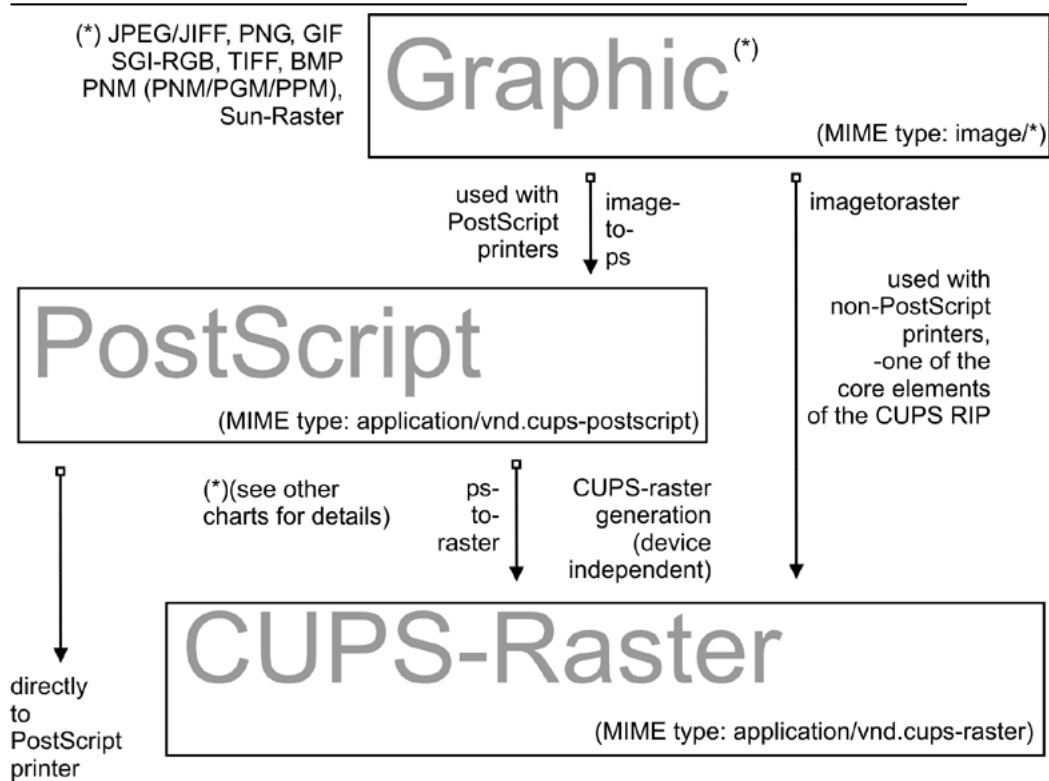 (*) JPEG/JIFF, PNG, GIF
SGI-RGB, TIFF, BMP
PNM (PNM/PGM/PPM),
Sun-Raster
Graphic(*)
(MIME type: image/*)
used with
PostScript
printers
image-
to-
ps
imagetoraster
used with
non-PostScript
printers,
-one of the
core elements
of the CUPS RIP
PostScript
(MIME type: application/vnd.cups-postscript)
(*)(see other
charts for details)
ps-
to-
raster
CUPS-raster
generation
(device
independent)
directly
to
PostScript
printer
CUPS-Raster
(MIME type: application/vnd.cups-raster)